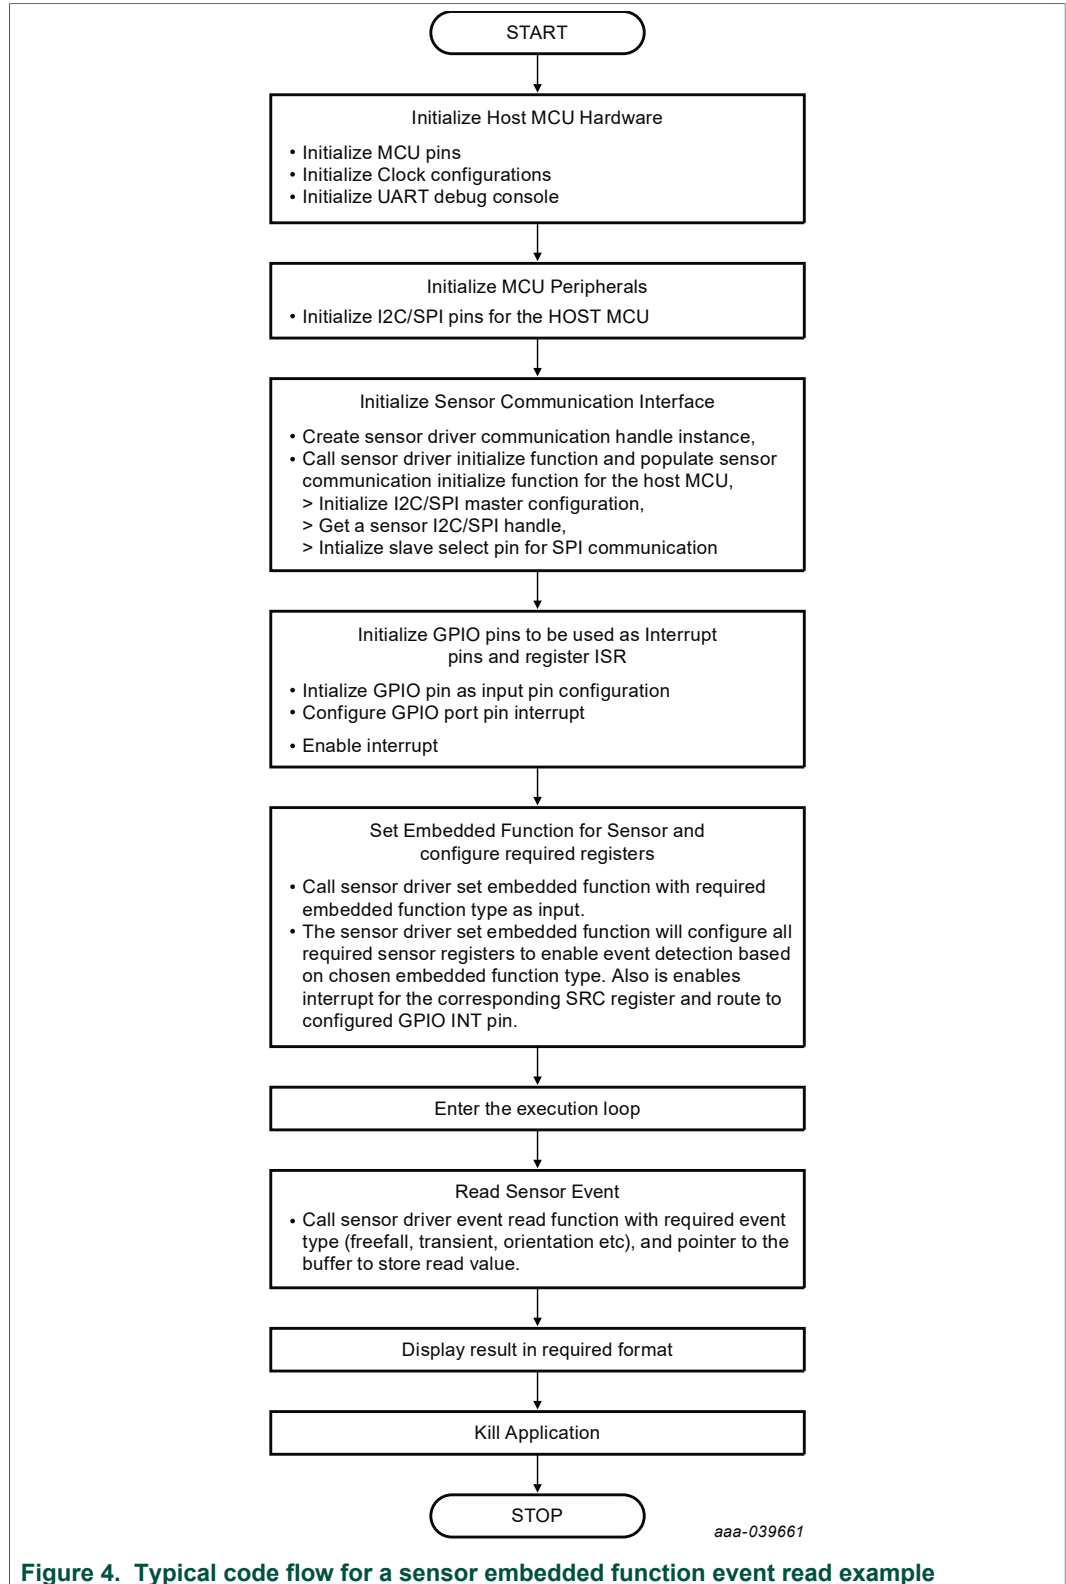 START
Initialize Host MCU Hardware
• Initialize MCU pins
• Initialize Clock configurations
• Initialize UART debug console
Initialize MCU Peripherals
• Initialize I2C/SPI pins for the HOST MCU
Initialize Sensor Communication Interface
• Create sensor driver communication handle instance,
• Call sensor driver initialize function and populate sensor
communication initialize function for the host MCU,
> Initialize I2C/SPI master configuration,
> Get a sensor I2C/SPI handle,
> Intialize slave select pin for SPI communication
Initialize GPIO pins to be used as Interrupt
pins and register ISR
• Intialize GPIO pin as input pin configuration
• Configure GPIO port pin interrupt
• Enable interrupt
Set Embedded Function for Sensor and
configure required registers
• Call sensor driver set embedded function with required
embedded function type as input.
• The sensor driver set embedded function will configure all
required sensor registers to enable event detection based
on chosen embedded function type. Also is enables
interrupt for the corresponding SRC register and route to
configured GPIO INT pin.
Enter the execution loop
Read Sensor Event
• Call sensor driver event read function with required event
type (freefall, transient, orientation etc), and pointer to the
buffer to store read value.
Display result in required format
Kill Application
STOP
aaa-039661
Figure 4. Typical code flow for a sensor embedded function event read example